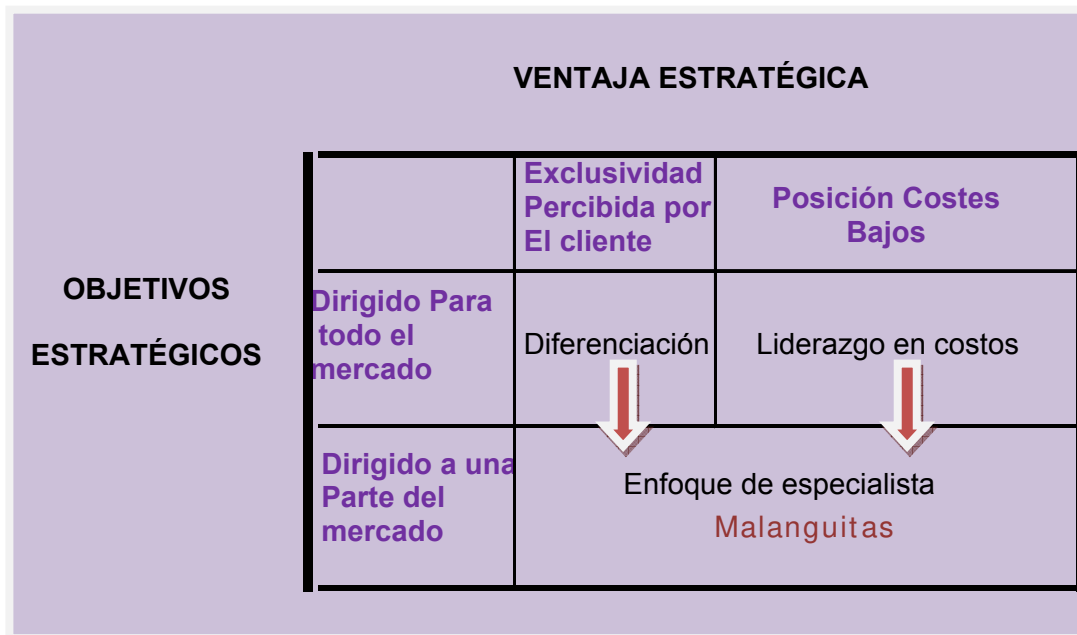 VENTAJA ESTRATÉGICA
Exclusividad
Percibida por
El cliente
Posición Costes
Bajos
OBJETIVOS
ESTRATÉGICOS
Dirigido Para
todo el
mercado
Diferenciación
Liderazgo en costos
Dirigido a una
Parte del
mercado
Enfoque de especialista
Malanguitas